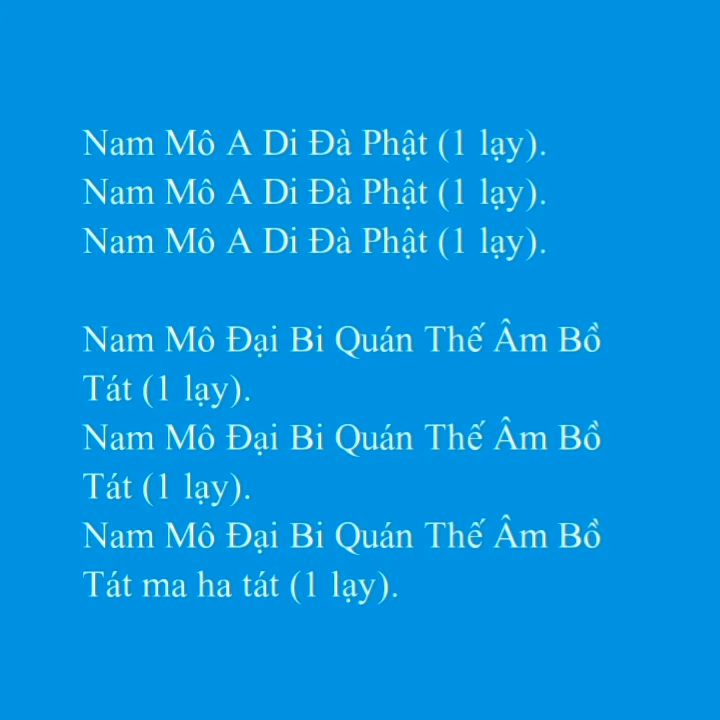 Nam Mô A Di Đà Phật (1 lạy).
Nam Mô A Di Đà Phật (1 lạy).
Nam Mô A Di Đà Phật (1 lạy).
Nam Mô Đại Bi Quán Thế Âm Bồ
Tát (1 lạy).
Nam Mô Đại Bi Quán Thế Âm Bồ
Tát (1 lạy).
Nam Mô Đại Bi Quán Thế Âm Bồ
Tát ma ha tát (1 lạy).